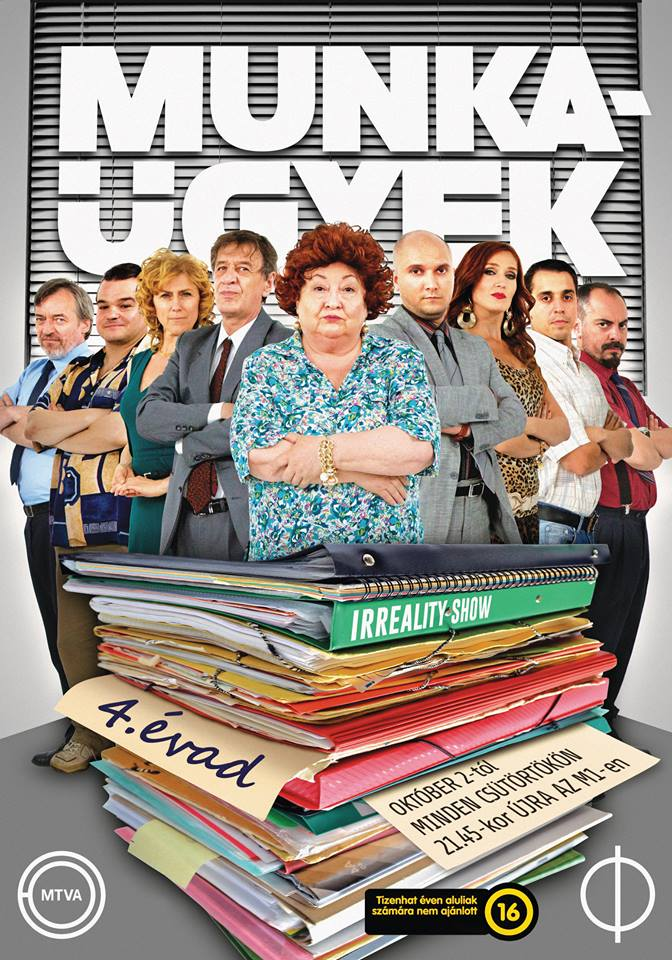 MUNKA-
ÜGYEK
IRREALITY-SHOW
4. évad
OKTÓBER 2-tól
MINDEN CSÜTÖRTÖKÖN
21.45-kor ÚJRA AZ M1-en
MTVA
Tizenhat éven aluliak
számára nem ajánlott
16